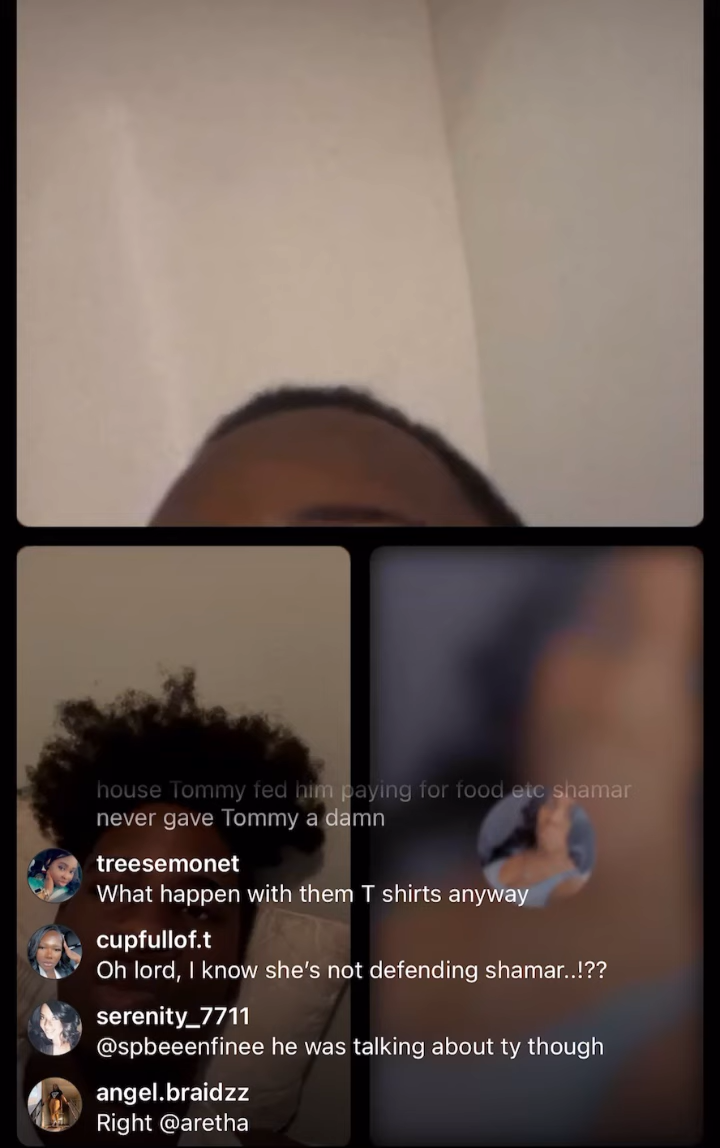 house Tommy fed him paying for food etc shamar
never gave Tommy a damn
treesemonet
What happen with them T shirts anyway
cupfullof.t
Oh lord, I know she’s not defending shamar..!??
serenity_7711
@spbeeenfinee he was talking about ty though
angel.braidzz
Right @aretha